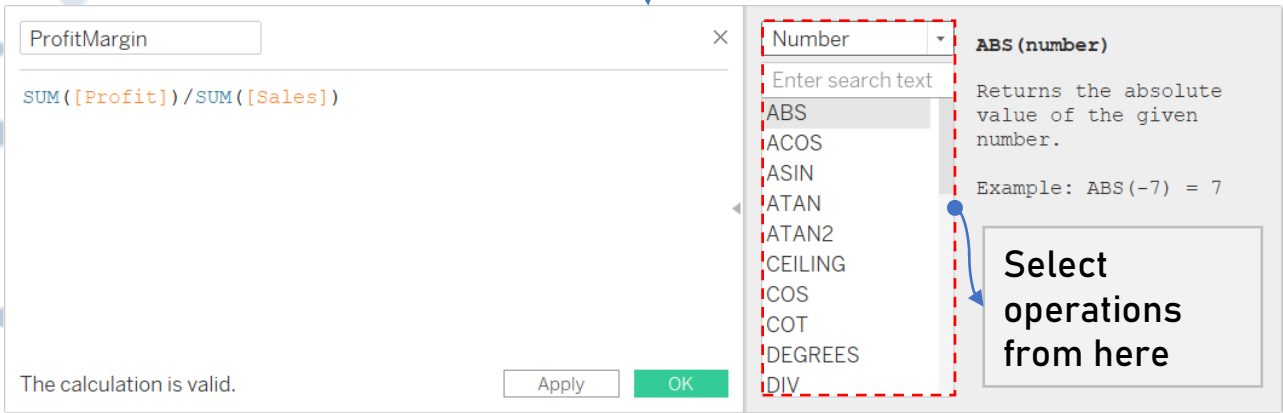 ProfitMargin
SUM([Profit])/SUM([Sales])
The calculation is valid.
Apply
OK
Number
Enter search text
ABS
ACOS
ASIN
ATAN
ATAN2
CEILING
COS
COT
DEGREES
DIV
ABS(number)
Returns the absolute
value of the given
number.
Example: ABS(-7) = 7
Select
operations
from here